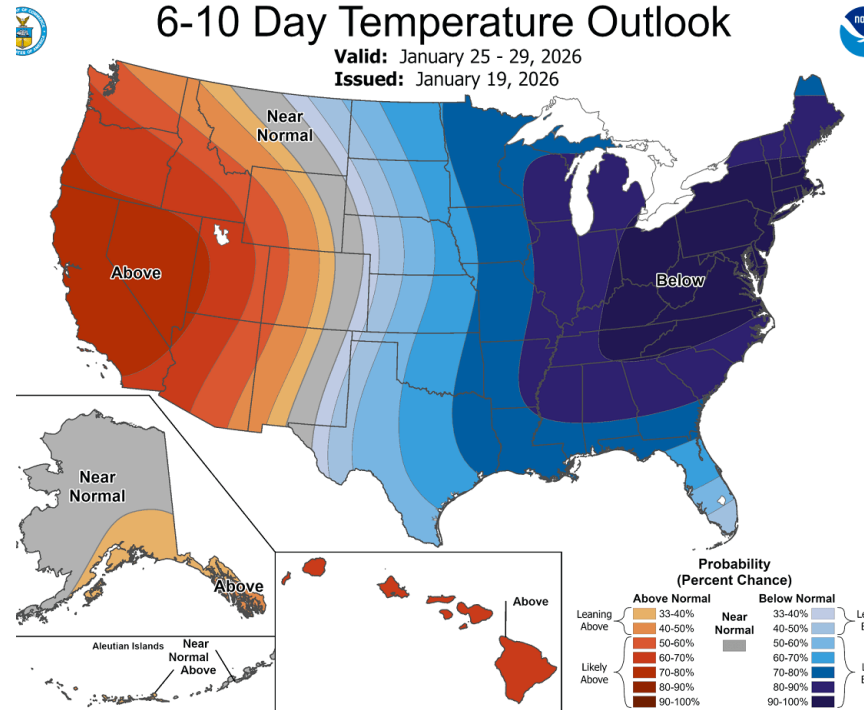 6-10 Day Temperature Outlook
Valid: January 25 - 29, 2026
Issued: January 19, 2026
Near
Normal
Above
Below
Near
Normal
Above
Aleutian Islands
Near
Normal
Above
Above
Probability
(Percent Chance)
Above Normal
Below Normal
Leaning
Above
Likely
Above
33-40%
40-50%
50-60%
60-70%
70-80%
80-90%
90-100%
Near
Normal
33-40%
40-50%
50-60%
60-70%
70-80%
80-90%
90-100%